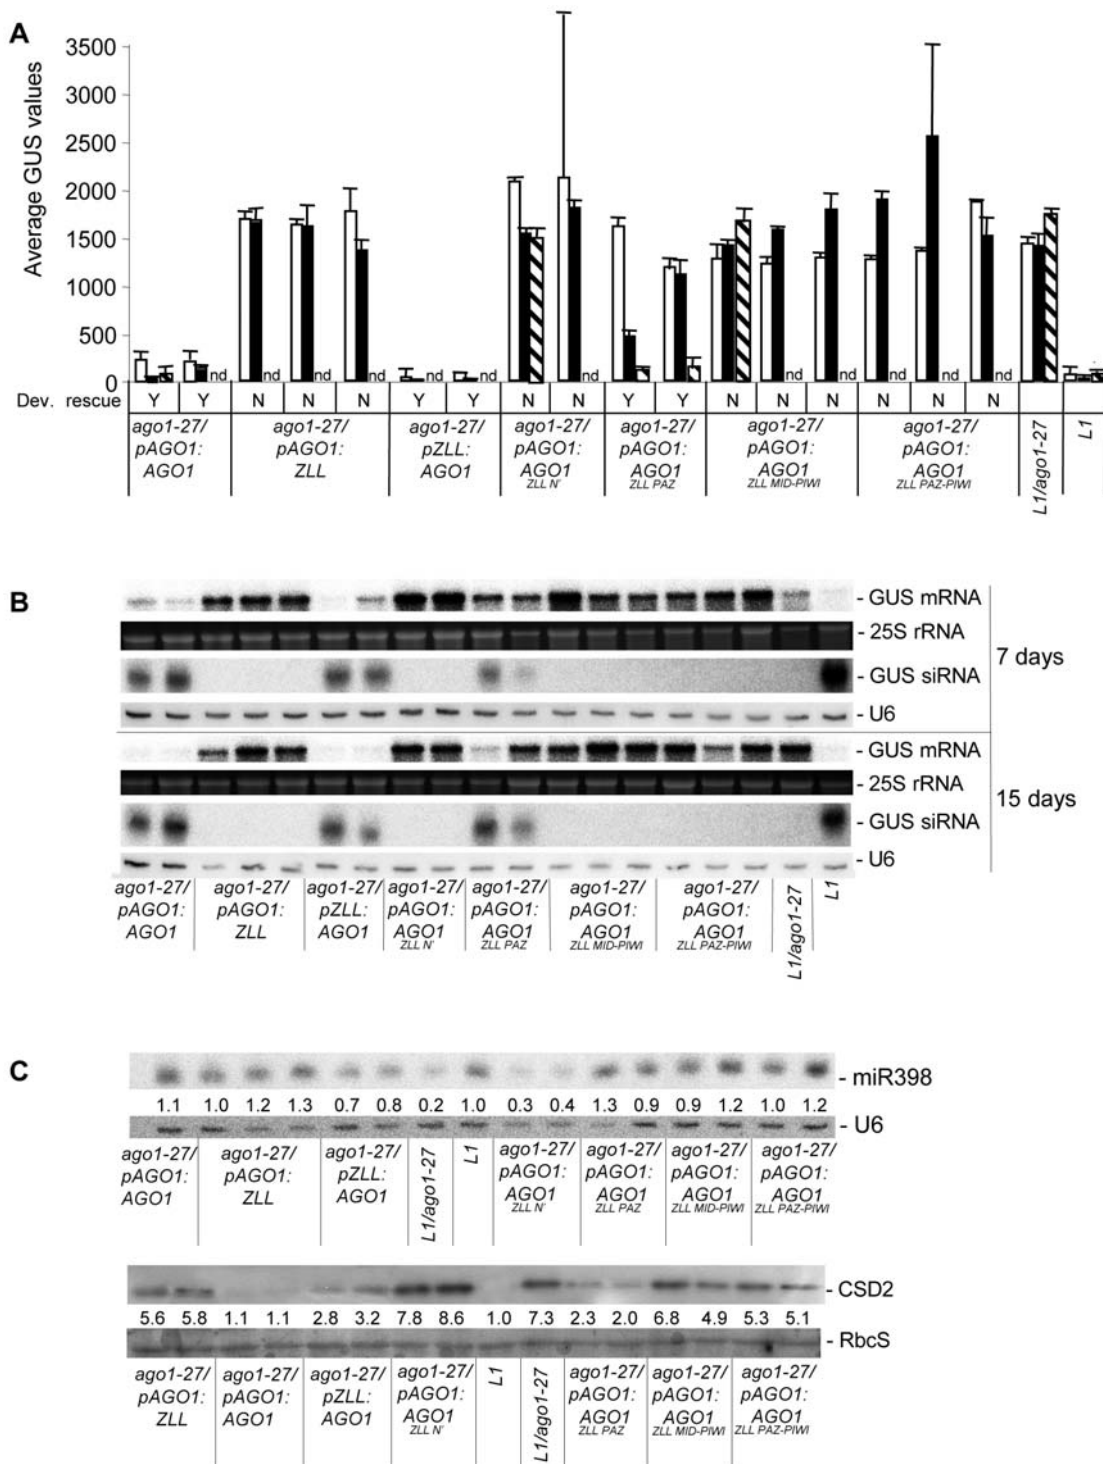 A
Average GUS values
3500
3000
2500
2000
1500
1000
500
0
nd nd nd nd nd nd nd nd nd nd nd
Dev. rescue Y Y N N N Y Y N N Y Y N N N N N N
ago1-27/ pAGO1: AGO1
ago1-27/ pAGO1: ZLL
ago1-27/ pZLL: AGO1
ago1-27/ pAGO1: AGO1 ZLL N'
ago1-27/ pAGO1: AGO1 ZLL PAZ
ago1-27/ pAGO1: AGO1 ZLL MID-PIWI
ago1-27/ pAGO1: AGO1 ZLL PAZ-PIWI
L1/ago1-27
L1
B
- GUS mRNA
- 25S rRNA
- GUS siRNA
- U6
7 days
- GUS mRNA
- 25S rRNA
- GUS siRNA
- U6
15 days
ago1-27/ pAGO1: AGO1
ago1-27/ pAGO1: ZLL
ago1-27/ pZLL: AGO1
ago1-27/ pAGO1: AGO1 ZLL N'
ago1-27/ pAGO1: AGO1 ZLL PAZ
ago1-27/ pAGO1: AGO1 ZLL MID-PIWI
ago1-27/ pAGO1: AGO1 ZLL PAZ-PIWI
L1/ago1-27
L1
C
- miR398
1.1 1.0 1.2 1.3 0.7 0.8 0.2 1.0 0.3 0.4 1.3 0.9 0.9 1.2 1.0 1.2
- U6
ago1-27/ pAGO1: AGO1
ago1-27/ pAGO1: ZLL
ago1-27/ pZLL: AGO1
L1/ago1-27
L1
ago1-27/ pAGO1: AGO1 ZLL N'
ago1-27/ pAGO1: AGO1 ZLL PAZ
ago1-27/ pAGO1: AGO1 ZLL MID-PIWI
ago1-27/ pAGO1: AGO1 ZLL PAZ-PIWI
- CSD2
5.6 5.8 1.1 1.1 2.8 3.2 7.8 8.6 1.0 7.3 2.3 2.0 6.8 4.9 5.3 5.1
- RbcS
ago1-27/ pAGO1: ZLL
ago1-27/ pAGO1: AGO1
ago1-27/ pZLL: AGO1
ago1-27/ pAGO1: AGO1 ZLL N'
L1
L1/ago1-27
ago1-27/ pAGO1: AGO1 ZLL PAZ
ago1-27/ pAGO1: AGO1 ZLL MID-PIWI
ago1-27/ pAGO1: AGO1 ZLL PAZ-PIWI